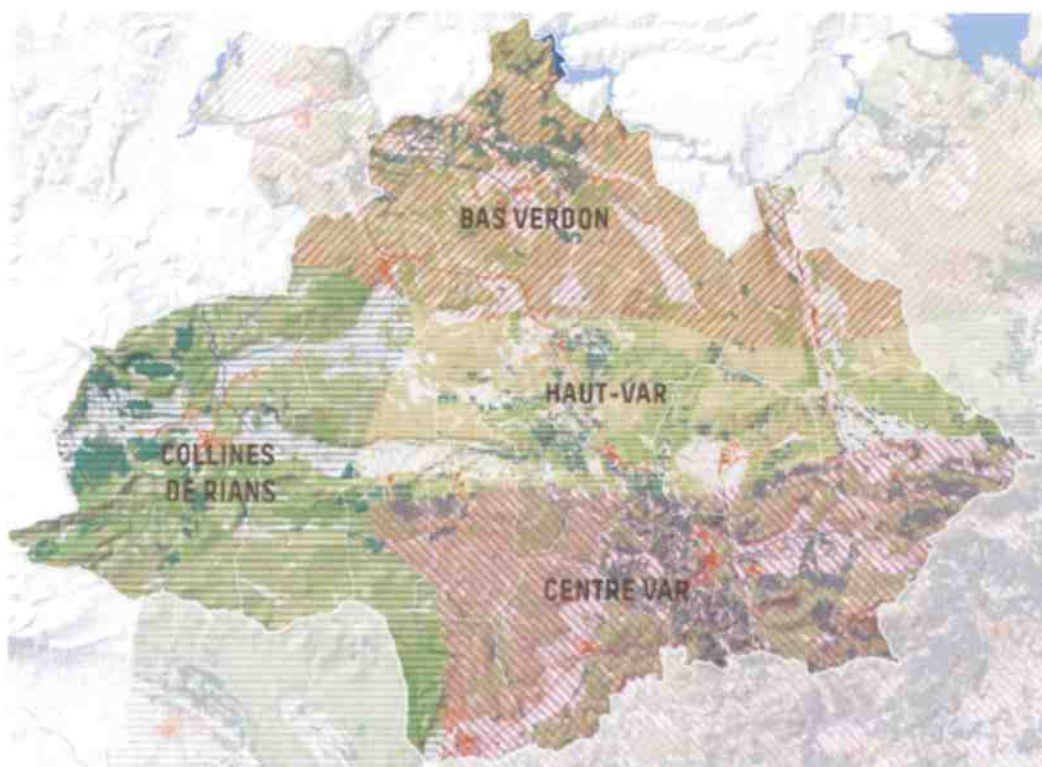 BAS VERDON
HAUT-VAR
COLLINES
DE RIANS
CENTRE VAR